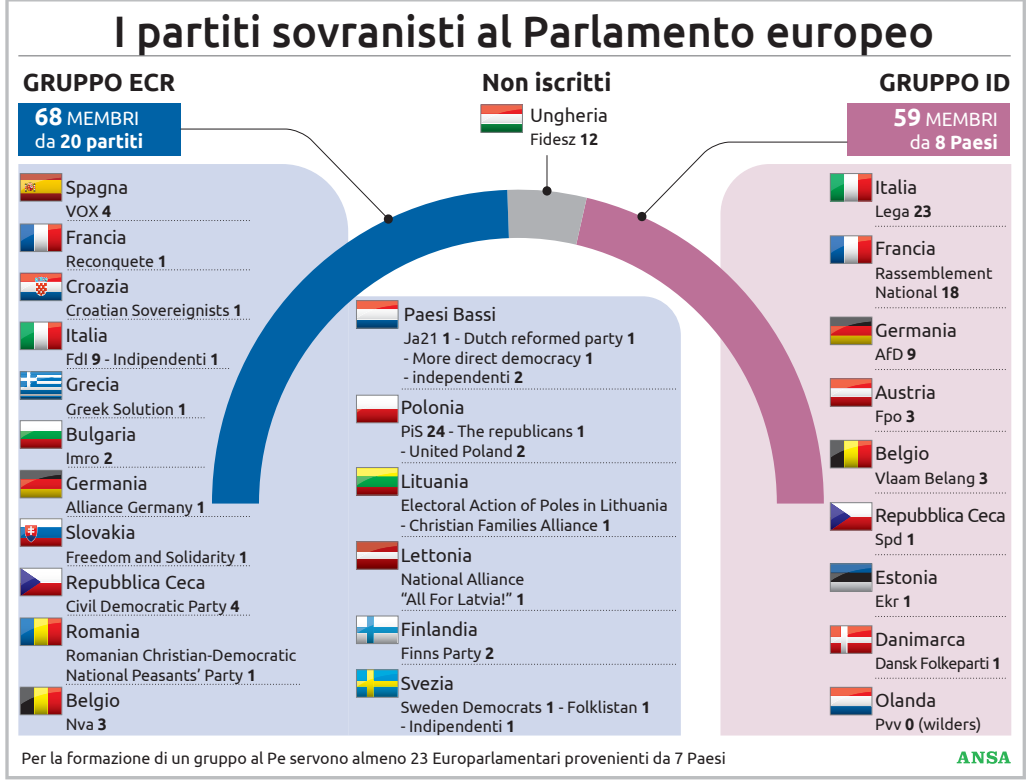 I partiti sovranisti al Parlamento europeo
GRUPPO ECR
68 MEMBRI
da 20 partiti
Spagna
VOX 4
Francia
Reconquete 1
Croazia
Croatian Sovereignists 1
Italia
FdI 9 - Indipendenti 1
Grecia
Greek Solution 1
Bulgaria
Imro 2
Germania
Alliance Germany 1
Slovakia
Freedom and Solidarity 1
Repubblica Ceca
Civil Democratic Party 4
Romania
Romanian Christian-Democratic
National Peasants' Party 1
Belgio
Nva 3
Non iscritti
Ungheria
Fidesz 12
Paesi Bassi
Ja21 1 - Dutch reformed party 1
- More direct democracy 1
- independenti 2
Polonia
PiS 24 - The republicans 1
- United Poland 2
Lituania
Electoral Action of Poles in Lithuania
- Christian Families Alliance 1
Lettonia
National Alliance
"All For Latvia!" 1
Finlandia
Finns Party 2
Svezia
Sweden Democrats 1 - Folklistan 1
- Indipendenti 1
GRUPPO ID
59 MEMBRI
da 8 Paesi
Italia
Lega 23
Francia
Rassemblement
National 18
Germania
AfD 9
Austria
Fpo 3
Belgio
Vlaam Belang 3
Repubblica Ceca
Spd 1
Estonia
Ekr 1
Danimarca
Dansk Folkeparti 1
Olanda
Pvv 0 (wilders)
Per la formazione di un gruppo al Pe servono almeno 23 Europarlamentari provenienti da 7 Paesi
ANSA